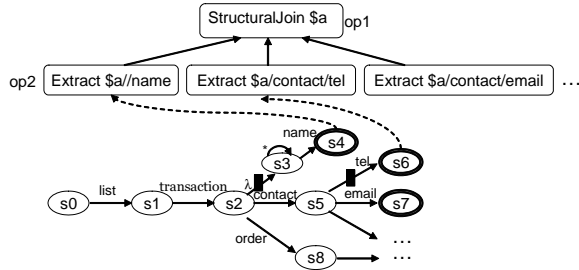 StructuralJoin $a op1
op2 Extract $a//name Extract $a/contact/tel Extract $a/contact/email ...
name s4
* s3 tel s6
list transaction λ contact email
s0 s1 s2 s5 s7
order ...
s8 ...